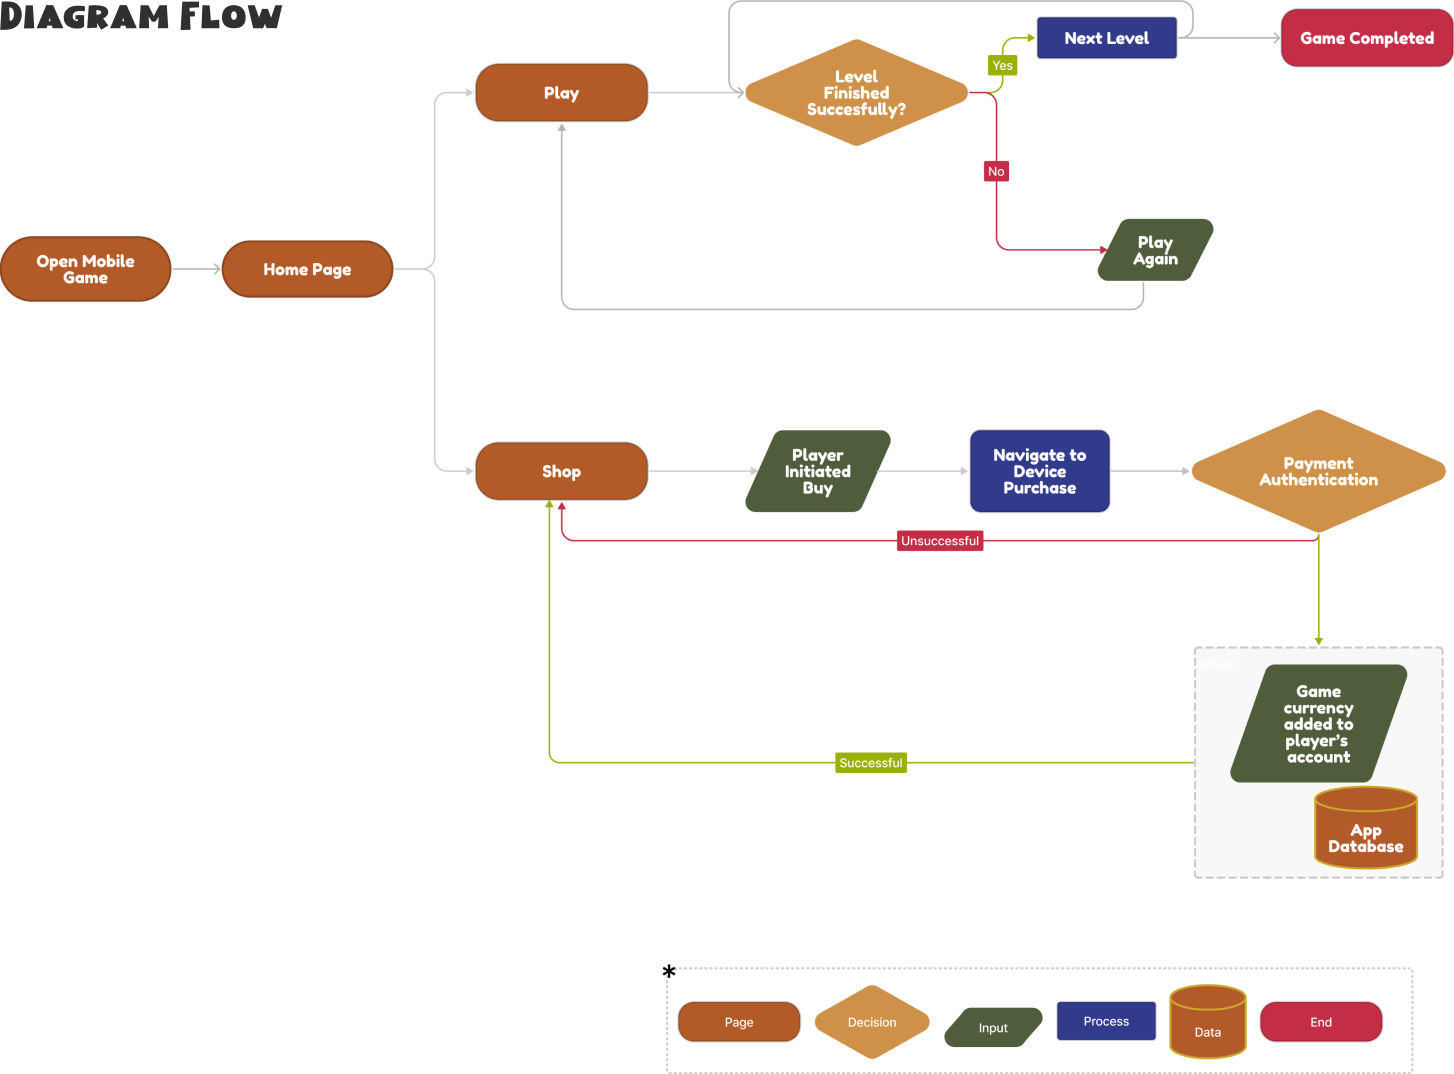 DIAGRAM FLOW
Play
Level
Finished
Succesfully?
Yes
Next Level
Game Completed
No
Play
Again
Open Mobile
Game
Home Page
Shop
Player
Initiated
Buy
Navigate to
Device
Purchase
Payment
Authentication
Unsuccessful
Game
currency
added to
player's
account
Successful
App
Database
*
Page
Decision
Input
Process
Data
End